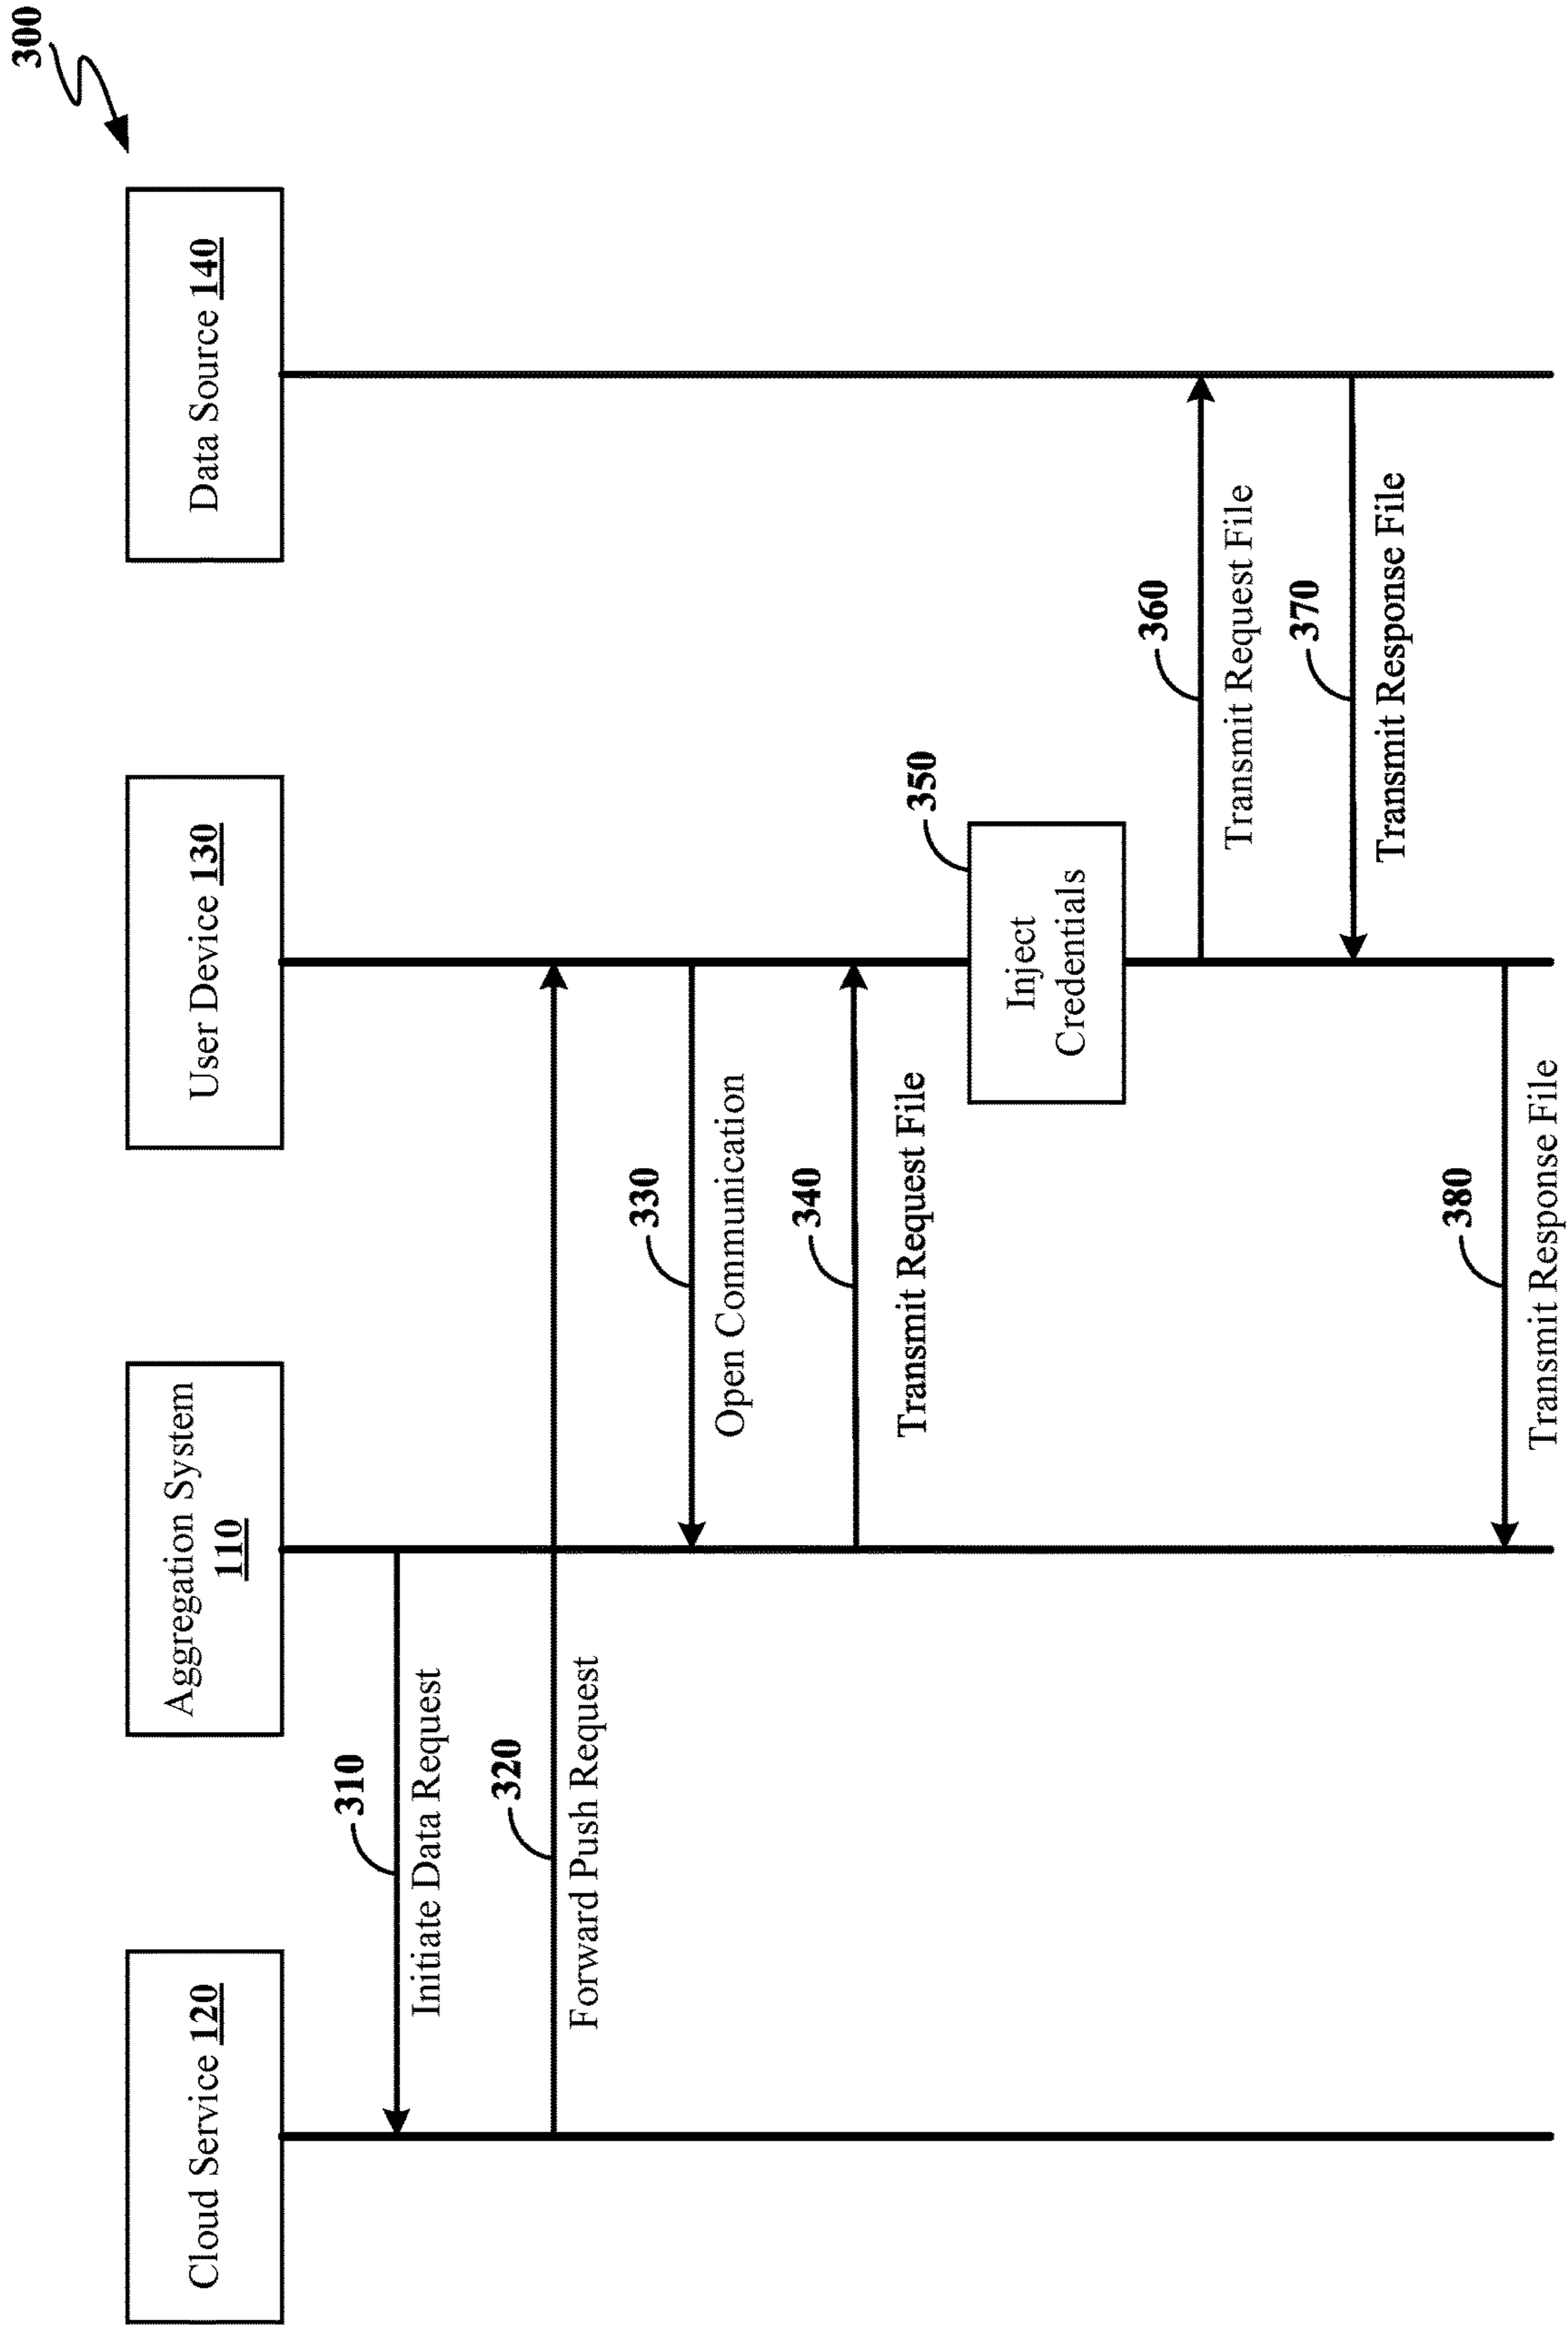 300
Cloud Service 120
Aggregation System
110
User Device 130
Data Source 140
310
Initiate Data Request
320
Forward Push Request
330
Open Communication
340
Transmit Request File
350
Inject
Credentials
360
Transmit Request File
370
Transmit Response File
380
Transmit Response File